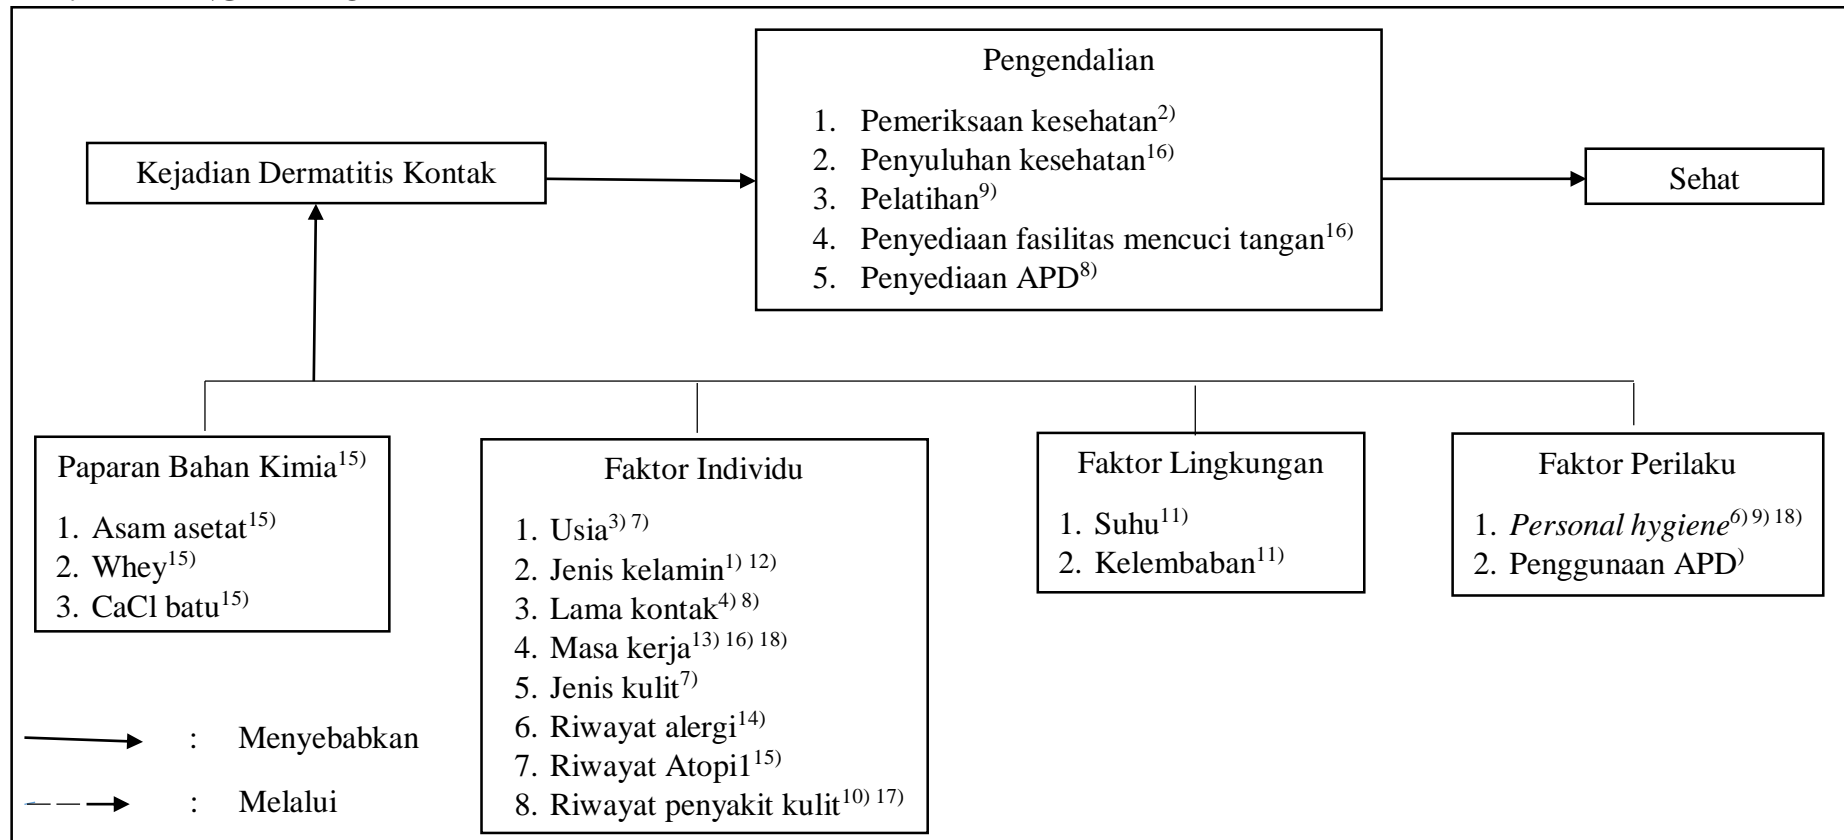 Pengendalian
1. Pemeriksaan kesehatan2)
2. Penyuluhan kesehatan16)
3. Pelatihan9)
4. Penyediaan fasilitas mencuci tangan16)
5. Penyediaan APD8)
Kejadian Dermatitis Kontak
Sehat
Paparan Bahan Kimia15)
1. Asam asetat15)
2. Whey15)
3. CaCl batu15)
Faktor Individu
1. Usia3) 7)
2. Jenis kelamin1) 12)
3. Lama kontak4) 8)
4. Masa kerja13) 16) 18)
5. Jenis kulit7)
6. Riwayat alergi14)
7. Riwayat Atopi115)
8. Riwayat penyakit kulit10) 17)
Faktor Lingkungan
1. Suhu11)
2. Kelembaban11)
Faktor Perilaku
1. Personal hygiene6) 9) 18)
2. Penggunaan APD)
: Menyebabkan
: Melalui